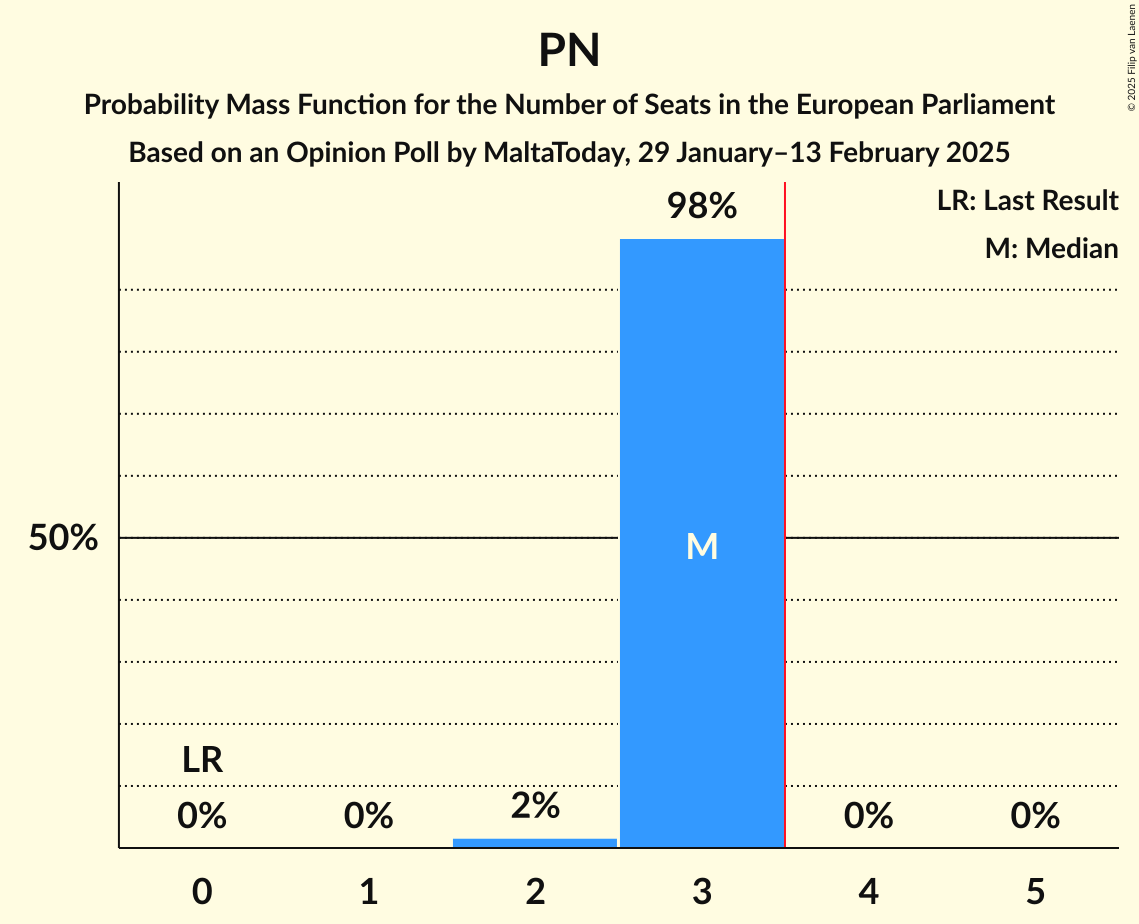 PN
Probability Mass Function for the Number of Seats in the European Parliament
Based on an Opinion Poll by MaltaToday, 29 January–13 February 2025
© 2025 Filip van Laenen
LR: Last Result
M: Median
98%
50%
M
LR
0%
0%
2%
0%
0%
0
1
2
3
4
5